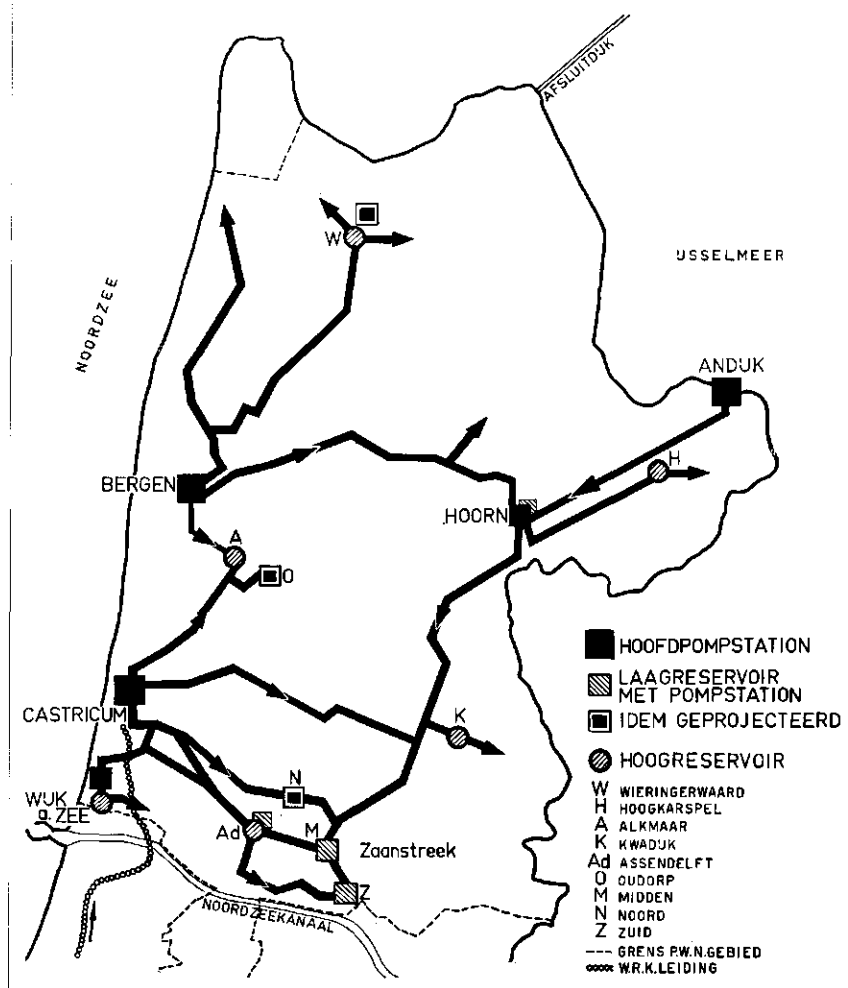 AFSLUITDIJK
W
IJSSELMEER
NOORDZEE
ANDIJK
BERGEN
H
HOORN
A
O
HOOFDPOMPSTATION
LAAGRESERVOIR
MET POMPSTATION
CASTRICUM
K
IDEM GEPROJECTEERD
HOOGRESERVOIR
N
WIJK
a. ZEE
Ad
M
Zaanstreek
Z
NOORDZEEKANAAL
W WIERINGERWAARD
H HOOGKARSPEL
A ALKMAAR
K KWADIJK
Ad ASSENDELFT
O OUDORP
M MIDDEN
N NOORD
Z ZUID
GRENS P.W.N. GEBIED
W.R.K. LEIDING